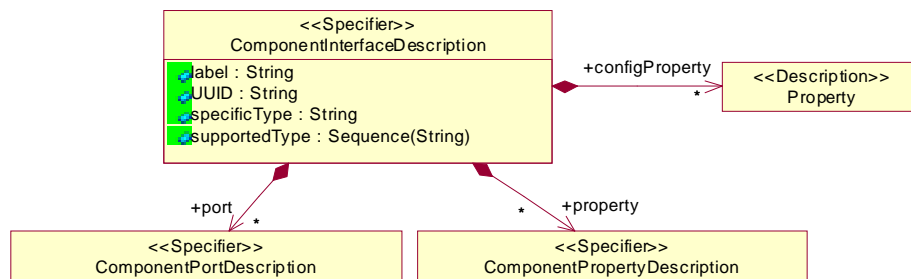 <<Specifier>>
ComponentInterfaceDescription
label : String
UUID : String
specificType : String
supportedType : Sequence(String)
+configProperty
*
<<Description>>
Property
+port
*
+property
*
<<Specifier>>
ComponentPortDescription
<<Specifier>>
ComponentPropertyDescription